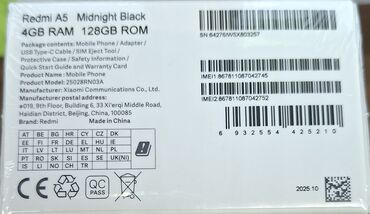 Redmi A5   Midnight Black
4GB RAM   128GB ROM
Package Contents: Mobile Phone / Adapter /
USB Type-C Cable / SIM Eject Tool /
Protective Case / Safety Information /
Quick Start Guide and Warranty Card
Product Name: Mobile Phone
Model: 25028RN03A
Manufacturer: Xiaomi Communications Co., Ltd.
Address:
#019, 9th Floor, Building 6, 33 Xi'erqi Middle Road,
Haidian District, Beijing, China, 100085
Brand: Redmi   Made in China
AT BE BG HR CY CZ DK
EE FI FR DE GR HU IE
IT LV LT LU MT NL PL
PT RO SK SI ES SE
IS LI NO CH TR UK(NI)
CE
QC
PASS
SN:64276/W5X803257
IMEI1:867811087042745
IMEI2:867811087042752
6 932554 425210
2025.10